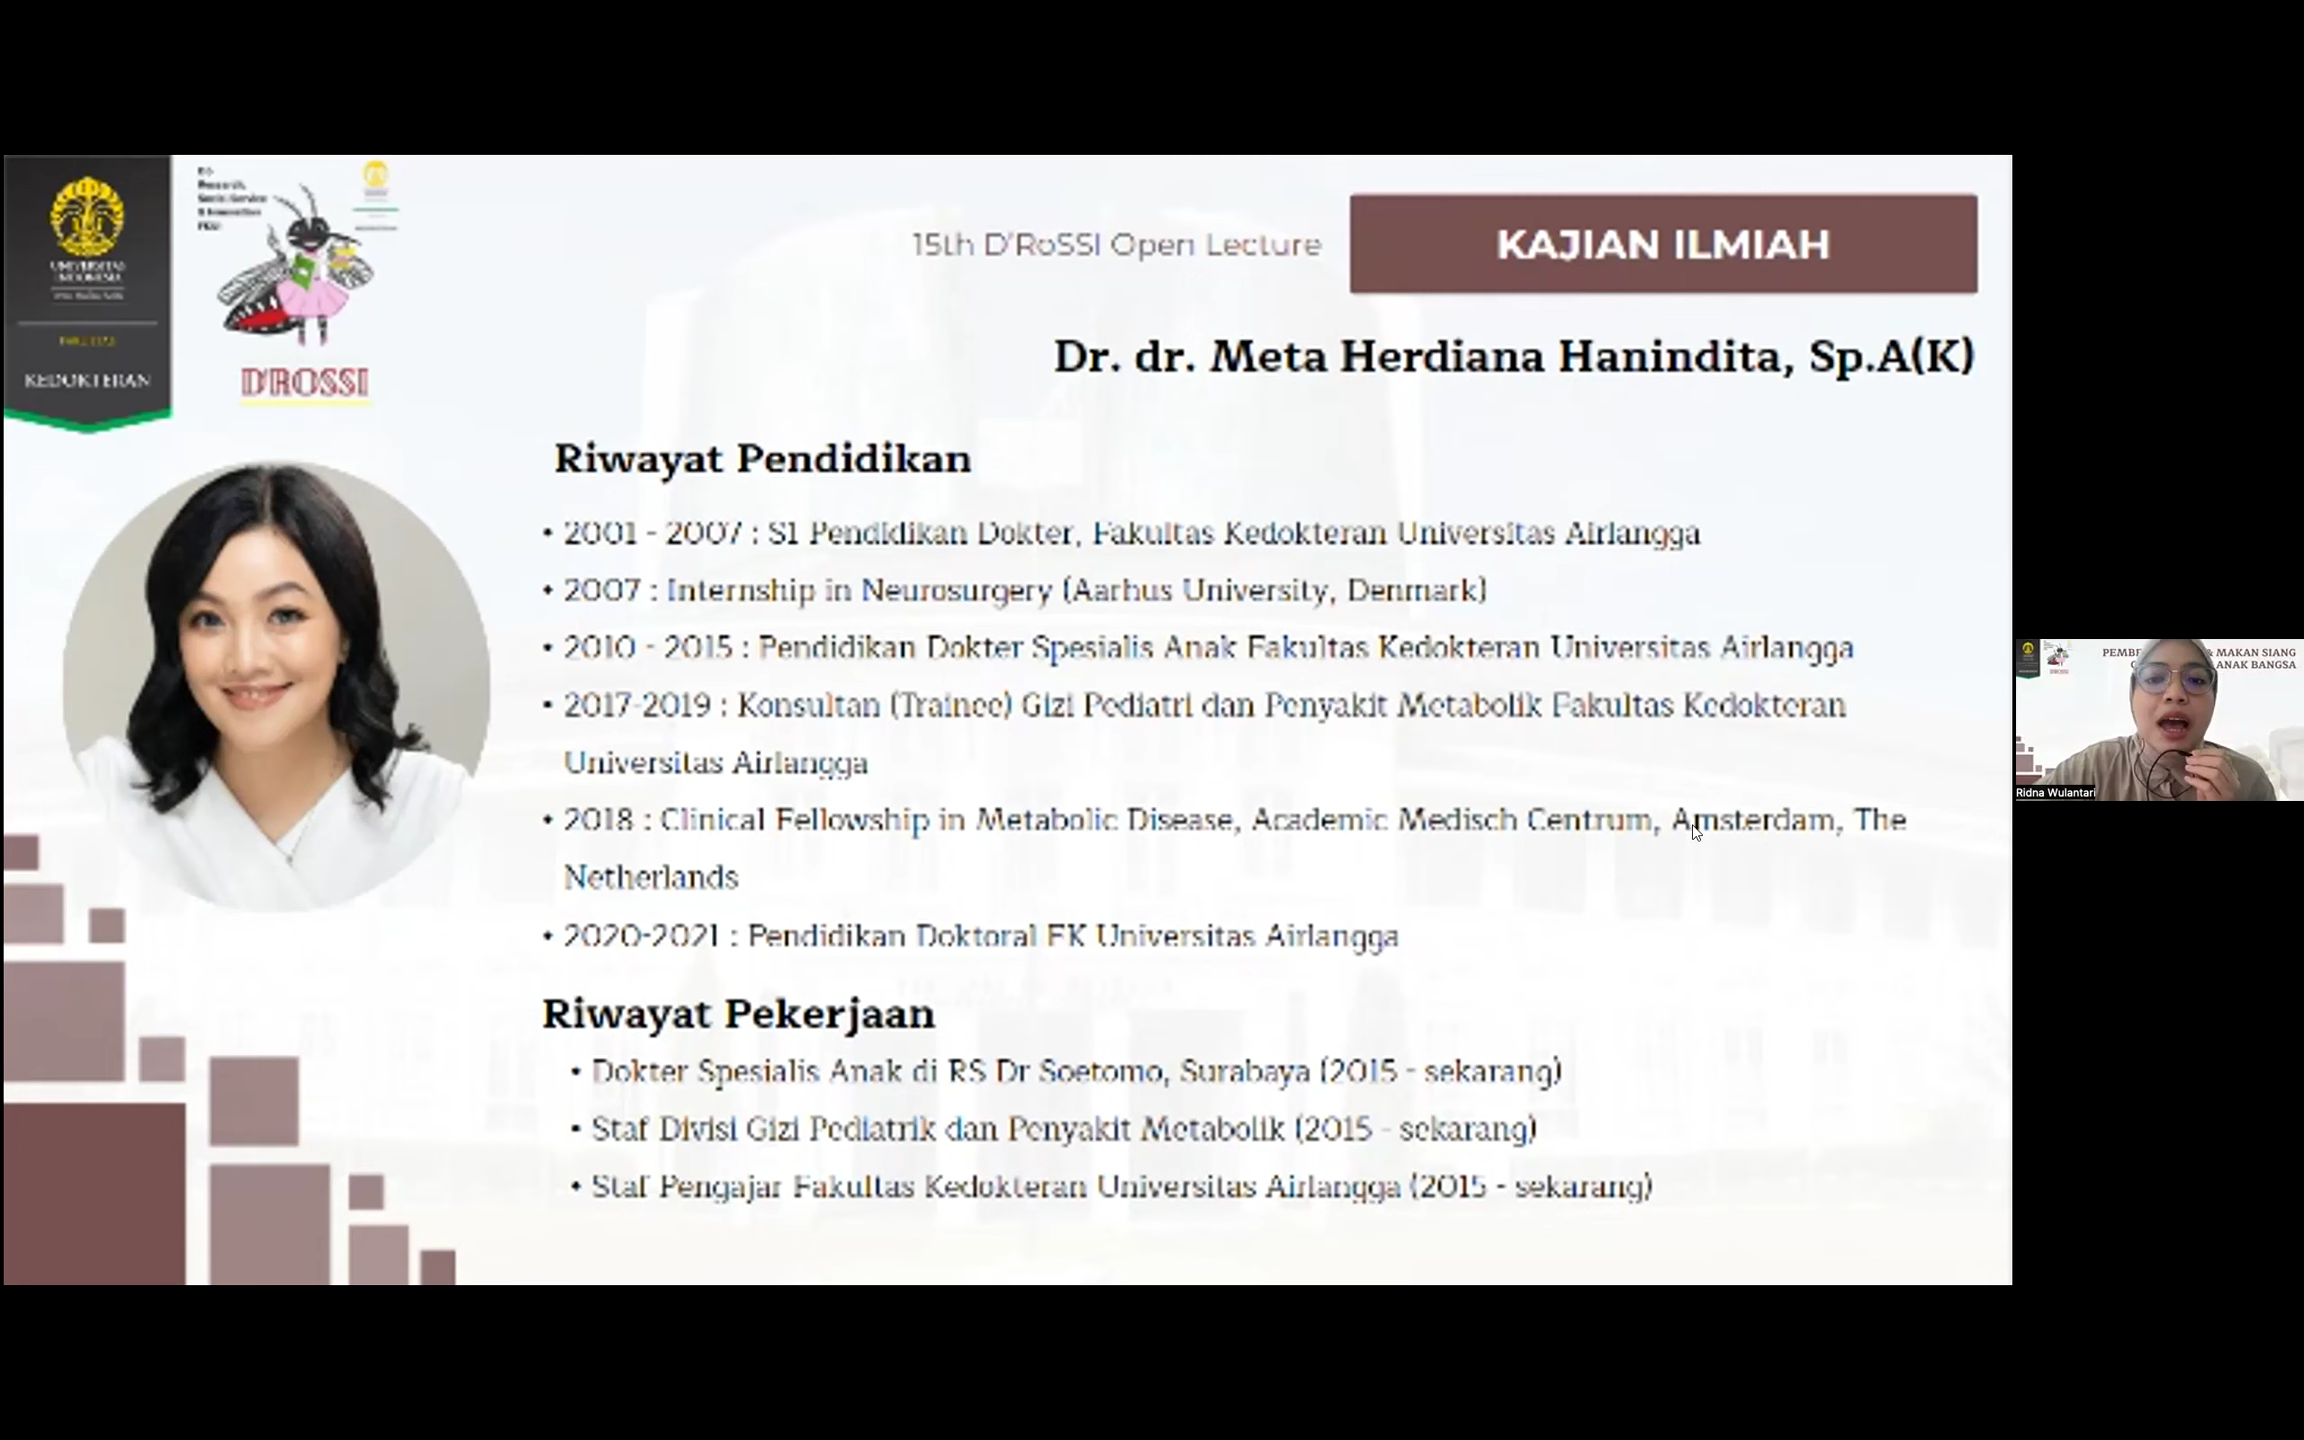 UNIVERSITAS
INDONESIA
FAKULTAS
KEDOKTERAN
D'ROSSI
15th D'RoSSI Open Lecture
KAJIAN ILMIAH
Dr. dr. Meta Herdiana Hanindita, Sp.A(K)
Riwayat Pendidikan
• 2001 - 2007 : S1 Pendidikan Dokter, Fakultas Kedokteran Universitas Airlangga
• 2007 : Internship in Neurosurgery (Aarhus University, Denmark)
• 2010 - 2015 : Pendidikan Dokter Spesialis Anak Fakultas Kedokteran Universitas Airlangga
• 2017-2019 : Konsultan (Trainee) Gizi Pediatri dan Penyakit Metabolik Fakultas Kedokteran
Universitas Airlangga
• 2018 : Clinical Fellowship in Metabolic Disease, Academic Medisch Centrum, Amsterdam, The
Netherlands
• 2020-2021 : Pendidikan Doktoral FK Universitas Airlangga
Riwayat Pekerjaan
• Dokter Spesialis Anak di RS Dr Soetomo, Surabaya (2015 - sekarang)
• Staf Divisi Gizi Pediatrik dan Penyakit Metabolik (2015 - sekarang)
• Staf Pengajar Fakultas Kedokteran Universitas Airlangga (2015 - sekarang)
& MAKAN SIANG
ANAK BANGSA
Ridna Wulantari